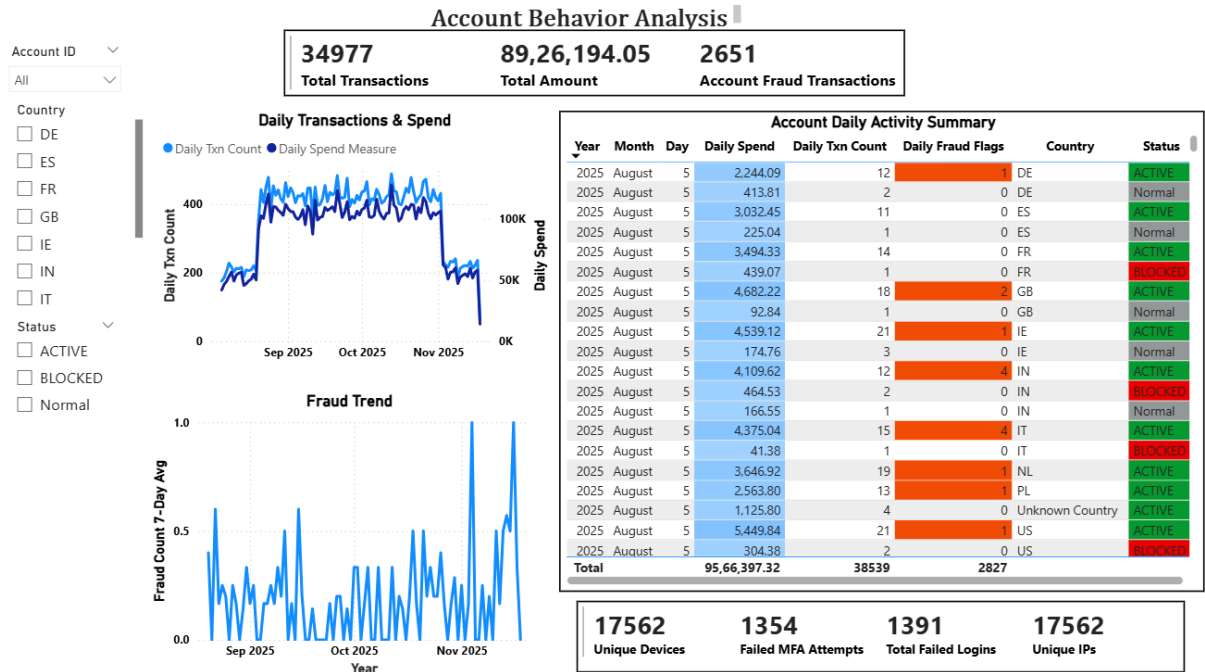 Account Behavior Analysis
Account ID
All
Country
DE
ES
FR
GB
IE
IN
IT
Status
ACTIVE
BLOCKED
Normal
34977 89,26,194.05 2651
Total Transactions Total Amount Account Fraud Transactions
Daily Transactions & Spend
Daily Txn Count Daily Spend Measure
Daily Txn Count
400
200
0
100K
50K
0K
Daily Spend
Sep 2025 Oct 2025 Nov 2025
Fraud Trend
Fraud Count 7-Day Avg
1.0
0.5
0.0
Sep 2025 Oct 2025 Nov 2025
Year
Account Daily Activity Summary
Year Month Day Daily Spend Daily Txn Count Daily Fraud Flags Country Status
2025 August 5 2,244.09 12 1 DE ACTIVE
2025 August 5 413.81 2 0 DE Normal
2025 August 5 3,032.45 11 0 ES ACTIVE
2025 August 5 225.04 1 0 ES Normal
2025 August 5 3,494.33 14 0 FR ACTIVE
2025 August 5 439.07 1 0 FR BLOCKED
2025 August 5 4,682.22 18 2 GB ACTIVE
2025 August 5 92.84 1 0 GB Normal
2025 August 5 4,539.12 21 1 IE ACTIVE
2025 August 5 174.76 3 0 IE Normal
2025 August 5 4,109.62 12 4 IN ACTIVE
2025 August 5 464.53 2 0 IN BLOCKED
2025 August 5 166.55 1 0 IN Normal
2025 August 5 4,375.04 15 4 IT ACTIVE
2025 August 5 41.38 1 0 IT BLOCKED
2025 August 5 3,646.92 19 1 NL ACTIVE
2025 August 5 2,563.80 13 1 PL ACTIVE
2025 August 5 1,125.80 4 0 Unknown Country ACTIVE
2025 August 5 5,449.84 21 1 US ACTIVE
2025 August 5 304.38 2 0 US BLOCKED
Total 95,66,397.32 38539 2827
17562 1354 1391 17562
Unique Devices Failed MFA Attempts Total Failed Logins Unique IPs